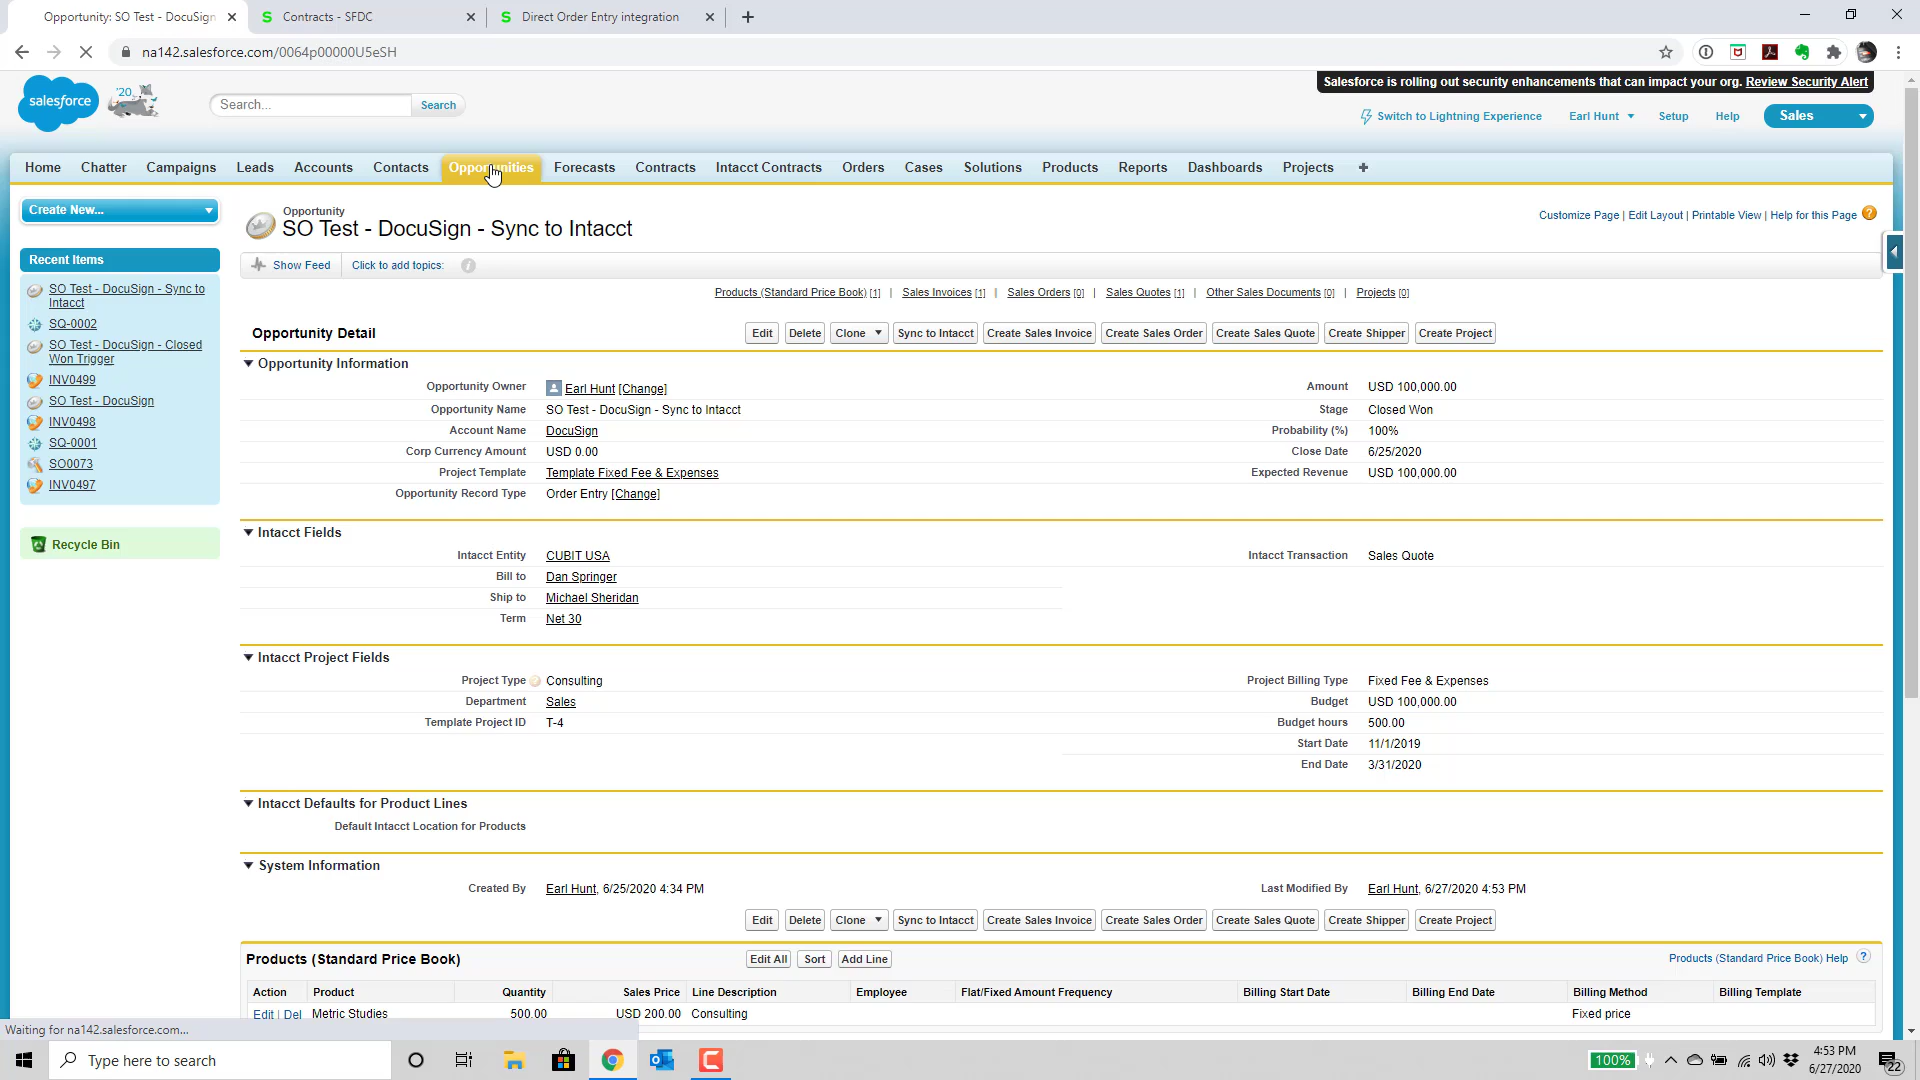 Opportunity: SO Test - DocuSign
Contracts - SFDC
Direct Order Entry integration
na142.salesforce.com/0064p00000U5eSH
salesforce
'20
Search...
Search
Salesforce is rolling out security enhancements that can impact your org. Review Security Alert
Switch to Lightning Experience
Earl Hunt
Setup
Help
Sales
Home
Chatter
Campaigns
Leads
Accounts
Contacts
Opportunities
Forecasts
Contracts
Intacct Contracts
Orders
Cases
Solutions
Products
Reports
Dashboards
Projects
Create New...
Recent Items
SO Test - DocuSign - Sync to
Intacct
SQ-0002
SO Test - DocuSign - Closed
Won Trigger
INV0499
SO Test - DocuSign
INV0498
SQ-0001
SO0073
INV0497
Recycle Bin
Opportunity
SO Test - DocuSign - Sync to Intacct
Customize Page | Edit Layout | Printable View | Help for this Page
Show Feed
Click to add topics:
Products (Standard Price Book) [1] | Sales Invoices [1] | Sales Orders [0] | Sales Quotes [1] | Other Sales Documents [0] | Projects [0]
Opportunity Detail
Edit Delete Clone Sync to Intacct Create Sales Invoice Create Sales Order Create Sales Quote Create Shipper Create Project
Opportunity Information
Opportunity Owner Earl Hunt [Change] Amount USD 100,000.00
Opportunity Name SO Test - DocuSign - Sync to Intacct Stage Closed Won
Account Name DocuSign Probability (%) 100%
Corp Currency Amount USD 0.00 Close Date 6/25/2020
Project Template Template Fixed Fee & Expenses Expected Revenue USD 100,000.00
Opportunity Record Type Order Entry [Change]
Intacct Fields
Intacct Entity CUBIT USA Intacct Transaction Sales Quote
Bill to Dan Springer
Ship to Michael Sheridan
Term Net 30
Intacct Project Fields
Project Type Consulting Project Billing Type Fixed Fee & Expenses
Department Sales Budget USD 100,000.00
Template Project ID T-4 Budget hours 500.00
Start Date 11/1/2019
End Date 3/31/2020
Intacct Defaults for Product Lines
Default Intacct Location for Products
System Information
Created By Earl Hunt, 6/25/2020 4:34 PM Last Modified By Earl Hunt, 6/27/2020 4:53 PM
Edit Delete Clone Sync to Intacct Create Sales Invoice Create Sales Order Create Sales Quote Create Shipper Create Project
Products (Standard Price Book) Edit All Sort Add Line Products (Standard Price Book) Help ?
Action Product Quantity Sales Price Line Description Employee Flat/Fixed Amount Frequency Billing Start Date Billing End Date Billing Method Billing Template
Edit | Del Metric Studies 500.00 USD 200.00 Consulting Fixed price
Waiting for na142.salesforce.com...
Type here to search
100%
4:53 PM
6/27/2020
22